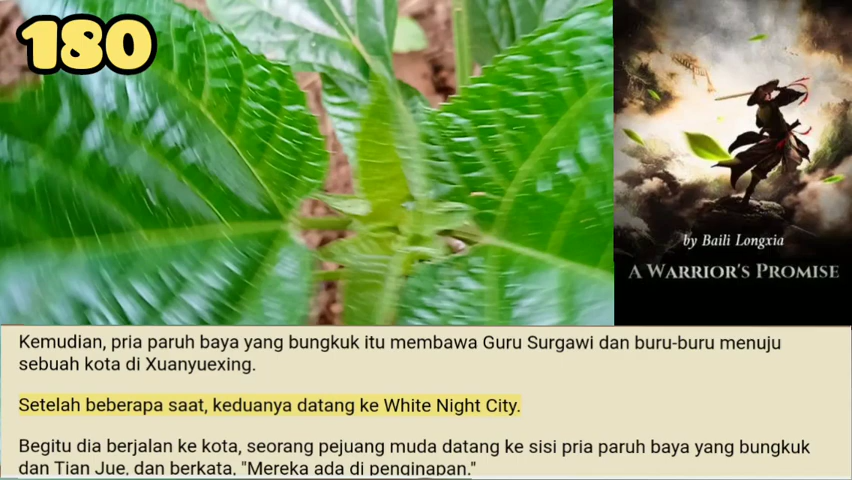 180
by Baili Longxia
A WARRIOR'S PROMISE
Kemudian, pria paruh baya yang bungkuk itu membawa Guru Surgawi dan buru-buru menuju
sebuah kota di Xuanyuexing.
Setelah beberapa saat, keduanya datang ke White Night City.
Begitu dia berjalan ke kota, seorang pejuang muda datang ke sisi pria paruh baya yang bungkuk
dan Tian Jue, dan berkata, "Mereka ada di penginapan."